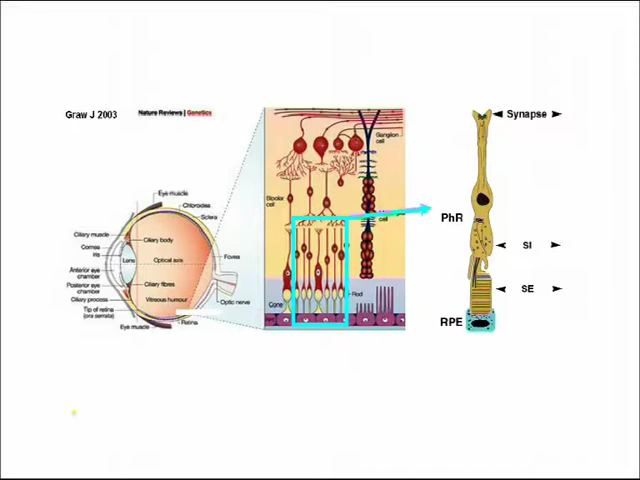 Graw J 2003
Nature Reviews | Genetics
Eye muscle
Choroidea
Sclera
Ciliary muscle
Cornea
Iris
Ciliary body
Lens
Optical axis
Fovea
Anterior eye
chamber
Posterior eye
chamber
Ciliary fibres
Ciliary process
Vitreous humour
Tip of retina
(ora serrata)
Optic nerve
Retina
Eye muscle
Ganglion
cell
Bipolar
cell
cell
Rod
Cone
Synapse
PhR
SI
SE
RPE